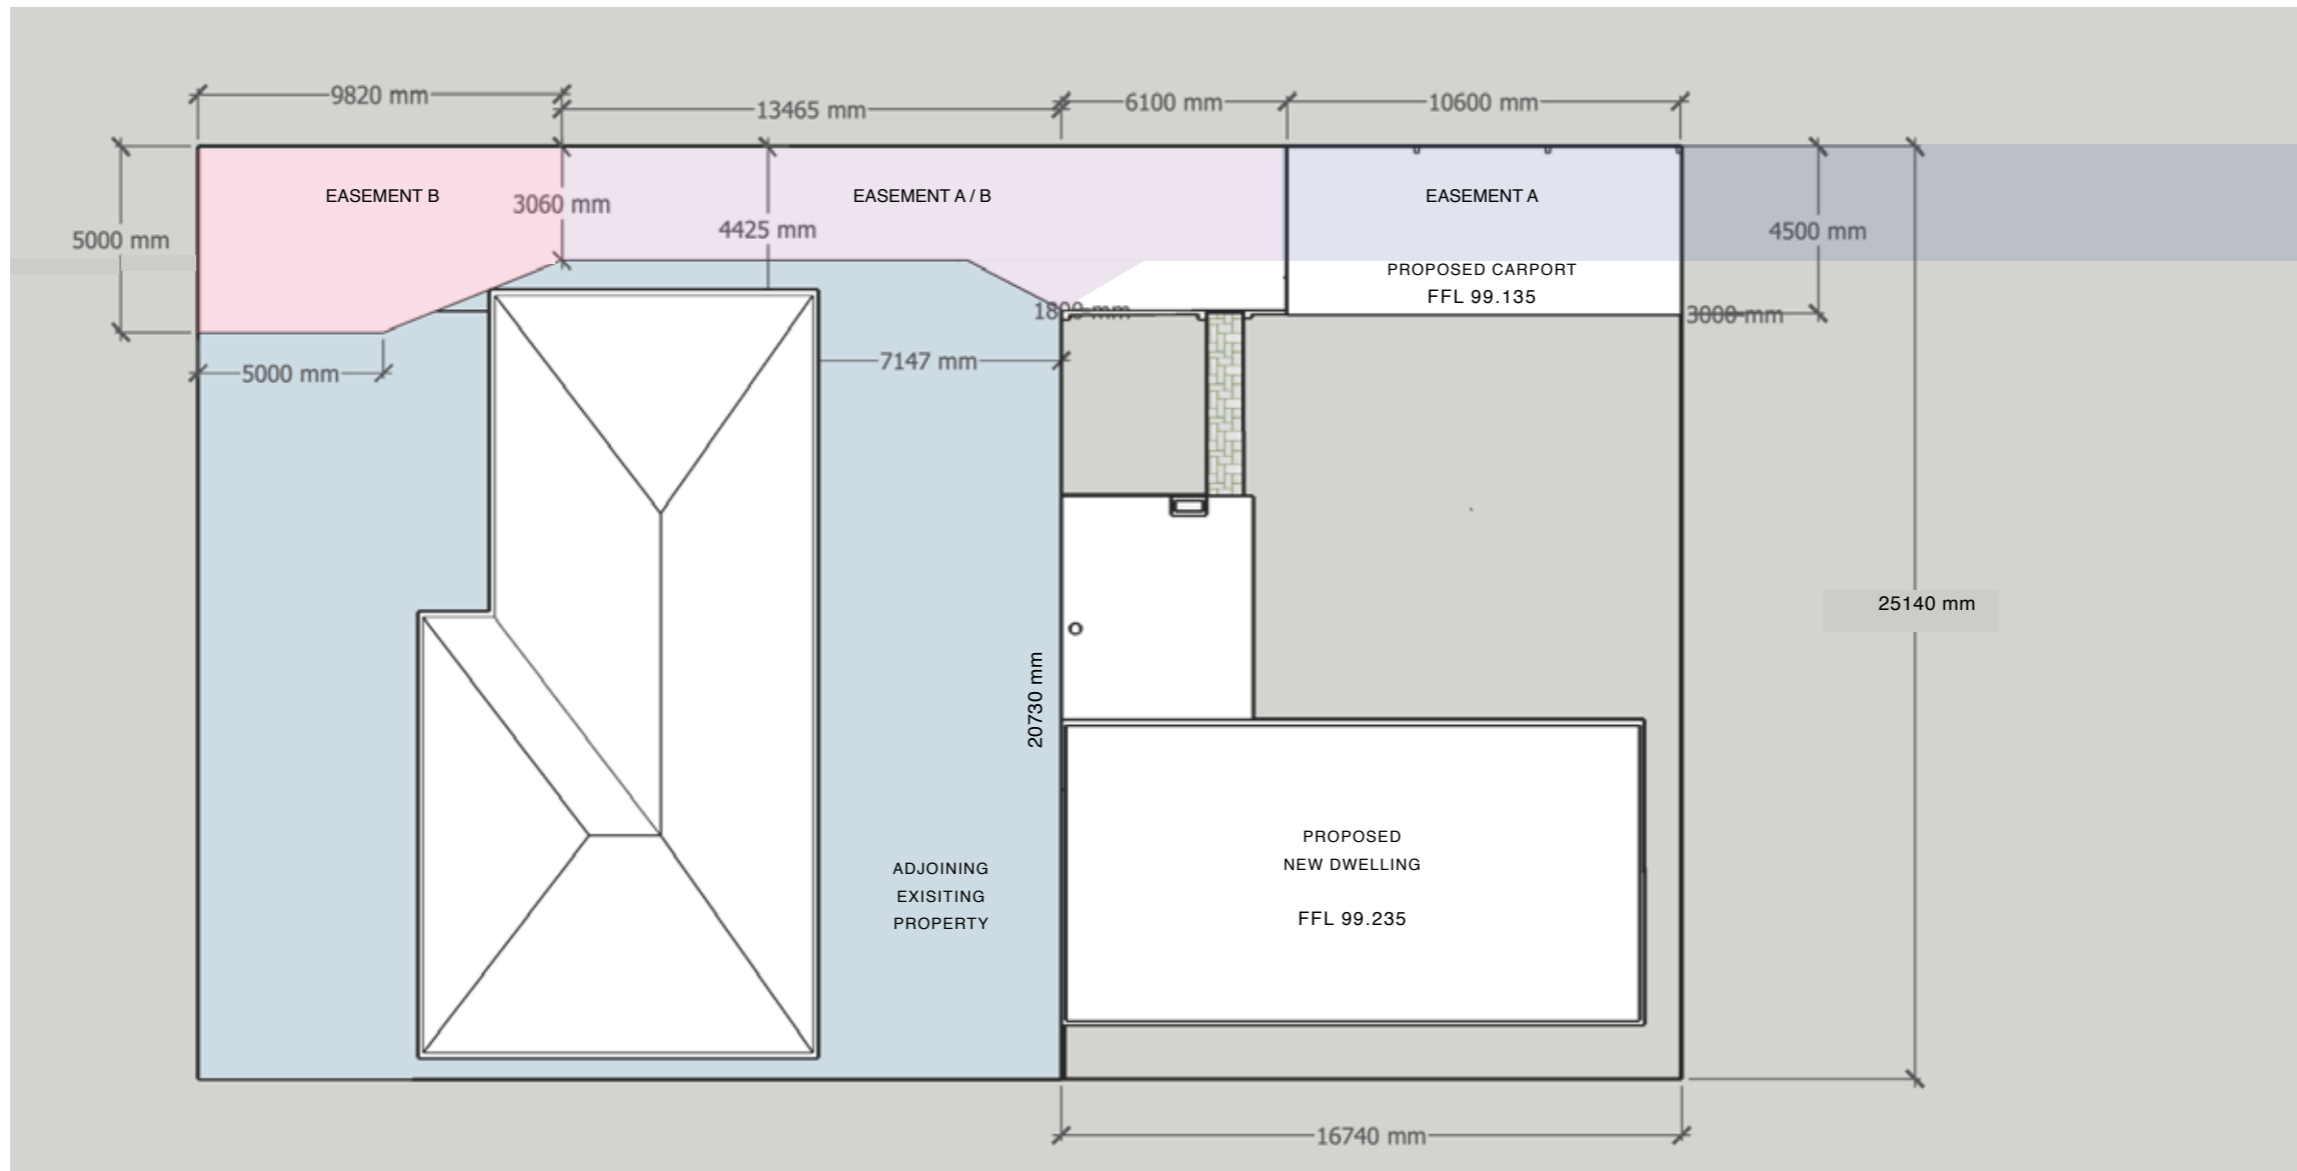 9820 mm
13465 mm
6100 mm
10600 mm
EASEMENT B
EASEMENT A / B
EASEMENT A
3060 mm
4425 mm
5000 mm
4500 mm
PROPOSED CARPORT
FFL 99.135
1800 mm
3000 mm
7147 mm
5000 mm
25140 mm
20730 mm
PROPOSED
NEW DWELLING
FFL 99.235
ADJOINING
EXISITING
PROPERTY
16740 mm